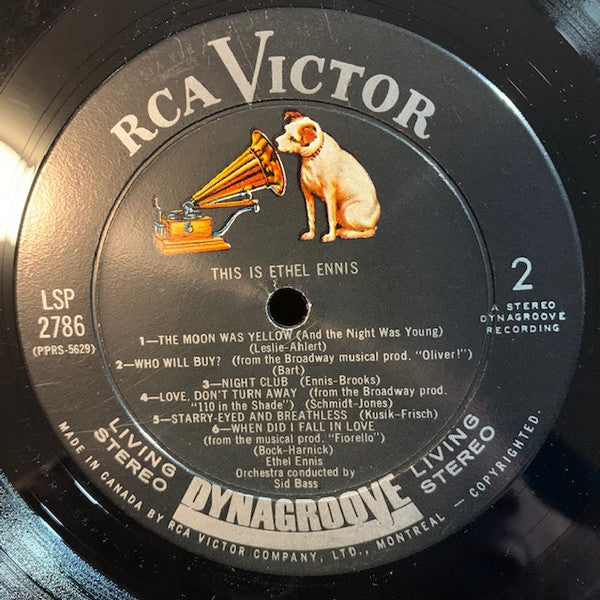 RCA VICTOR
THIS IS ETHEL ENNIS
LSP
2786
(PPRS-5629)
2
A STEREO
DYNAGROOVE
RECORDING
1—THE MOON WAS YELLOW (And the Night Was Young)
(Leslie-Ahlert)
2—WHO WILL BUY? (from the Broadway musical prod. "Oliver!")
(Bart)
3—NIGHT CLUB (Ennis-Brooks)
4—LOVE, DON'T TURN AWAY (from the Broadway prod.
"110 in the Shade") (Schmidt-Jones)
5—STARRY-EYED AND BREATHLESS (Kusik-Frisch)
6—WHEN DID I FALL IN LOVE
(from the musical prod. "Fiorello")
(Bock-Harnick)
Ethel Ennis
Orchestra conducted by
Sid Bass
LIVING
STEREO
DYNAGROOVE
LIVING
STEREO
MADE IN CANADA BY RCA VICTOR COMPANY, LTD., MONTREAL — COPYRIGHTED.